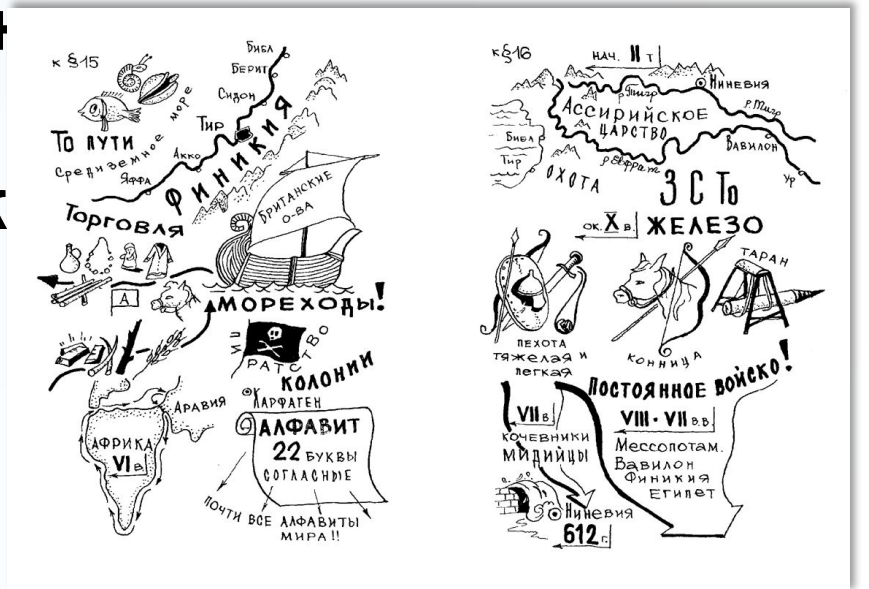 к §15
Библ
Берит
Сидон
Тир
Акко
Яффа
Средиземное море
Финикия
То пути
Торговля
Британские
о-ва
А
Мореходы!
Пиратство
Колонии
Карфаген
Аравия
Африка
VI в.
Алфавит
22 буквы
согласные
почти все алфавиты
мира!!
к §16
нач. II т
Ниневия
р. Тигр
Тигр
Ассирийское
царство
Библ
Тир
р. Евфрат
Вавилон
Ур
охота
З С То
ок. X в.
железо
таран
пехота
тяжелая и
легкая
конница
Постоянное войско!
VII в.
кочевники
мидийцы
VIII - VII в.в.
Мессопотам.
Вавилон
Финикия
Египет
Ниневия
612 г.